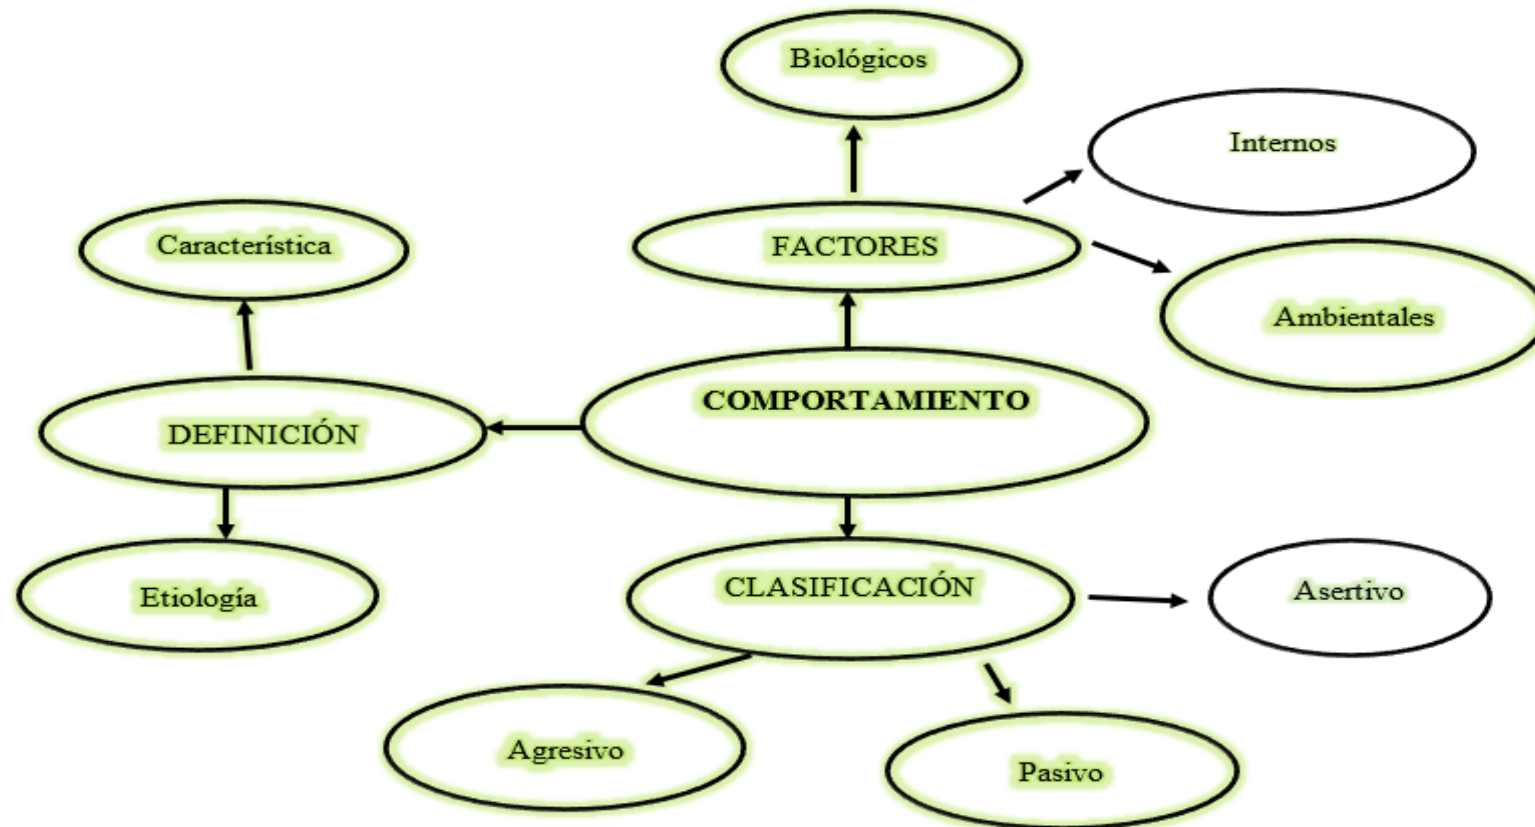 Biológicos
Internos
Característica
FACTORES
Ambientales
COMPORTAMIENTO
DEFINICIÓN
Etiología
CLASIFICACIÓN
Asertivo
Agresivo
Pasivo